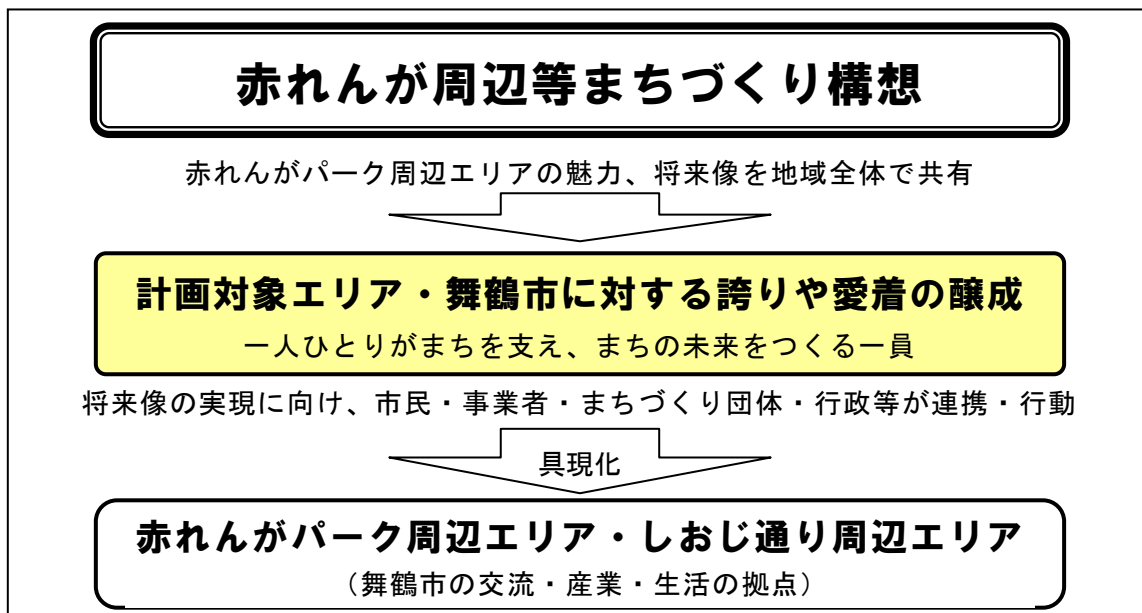 赤れんが周辺等まちづくり構想
赤れんがパーク周辺エリアの魅力、将来像を地域全体で共有
計画対象エリア・舞鶴市に対する誇りや愛着の醸成
一人ひとりがまちを支え、まちの未来をつくる一員
将来像の実現に向け、市民・事業者・まちづくり団体・行政等が連携・行動
具現化
赤れんがパーク周辺エリア・しおじ通り周辺エリア
（舞鶴市の交流・産業・生活の拠点）